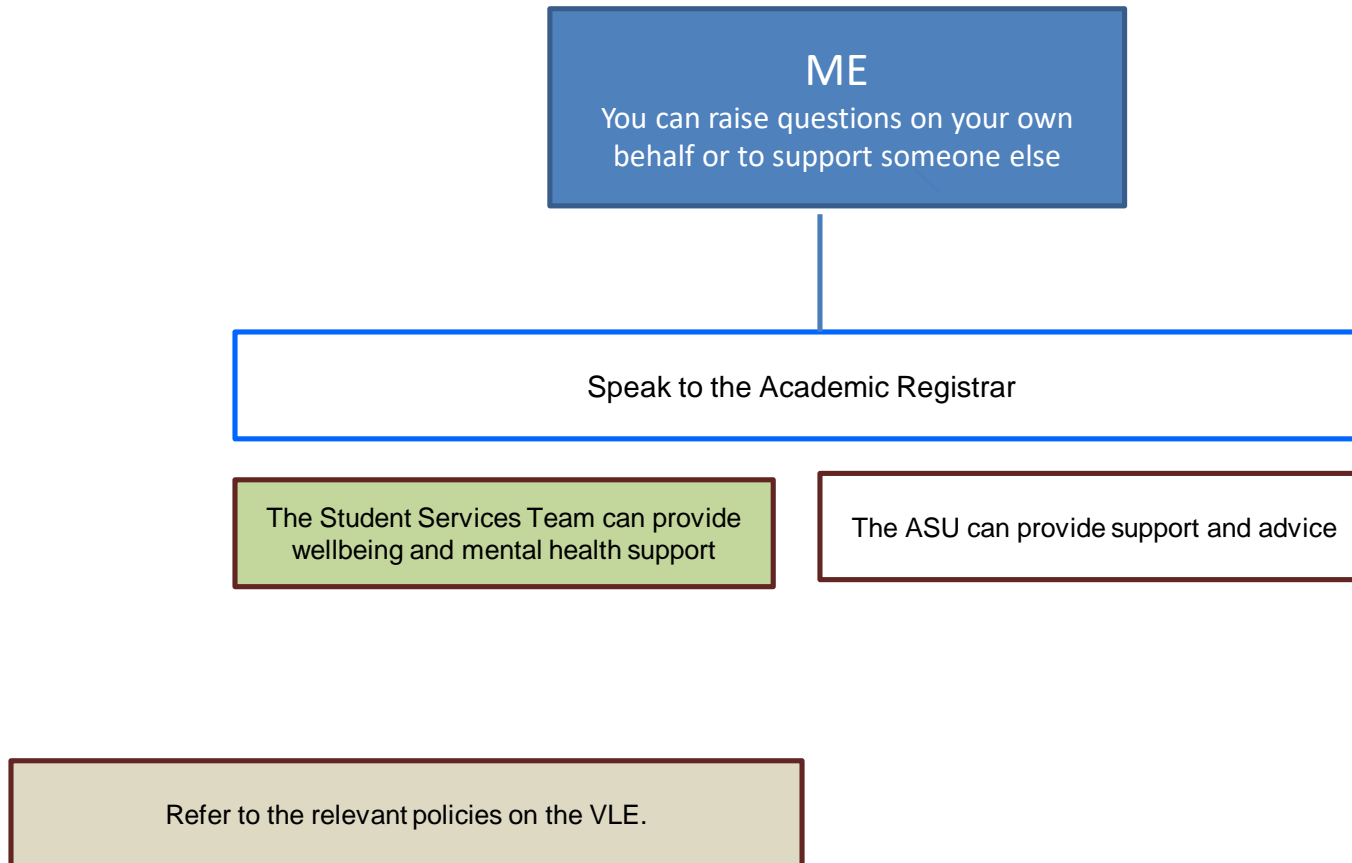 ME
You can raise questions on your own
behalf or to support someone else
Speak to the Academic Registrar
The Student Services Team can provide
wellbeing and mental health support
The ASU can provide support and advice
Refer to the relevant policies on the VLE.